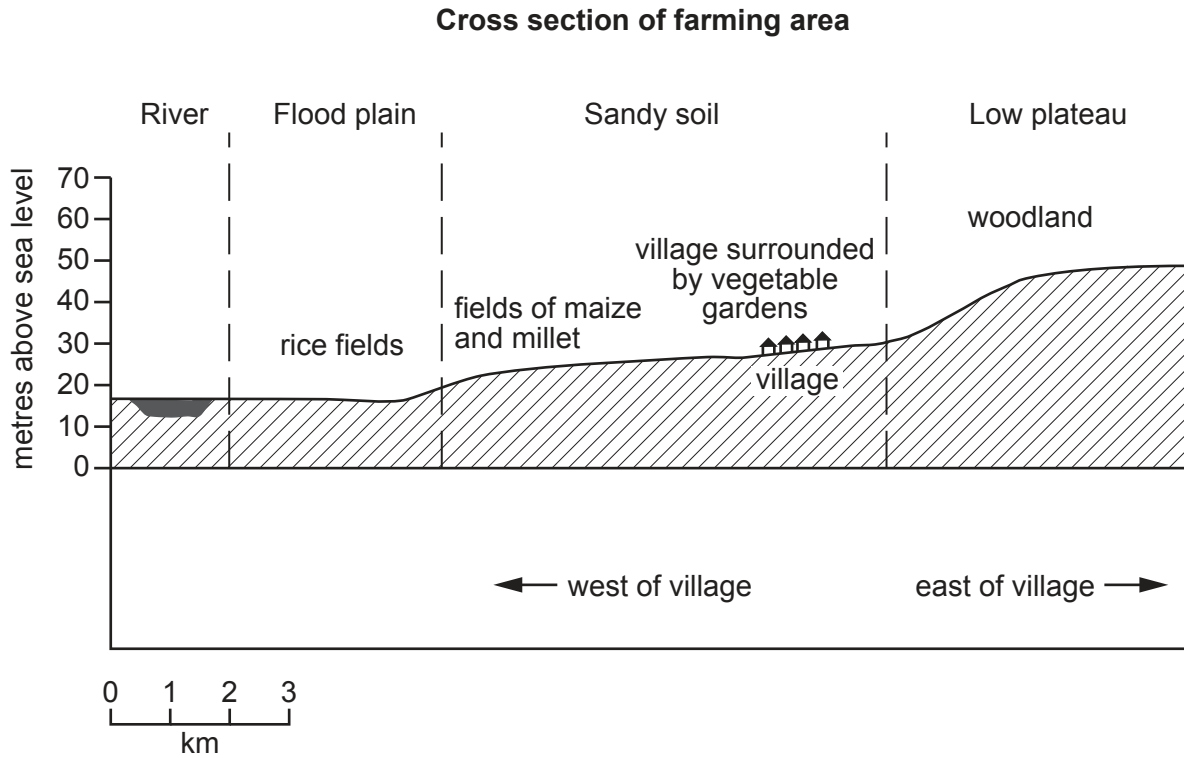 Cross section of farming area
River
Flood plain
Sandy soil
Low plateau
metres above sea level
70
60
50
40
30
20
10
0
rice fields
fields of maize
and millet
village surrounded
by vegetable
gardens
village
woodland
west of village
east of village
0 1 2 3
km